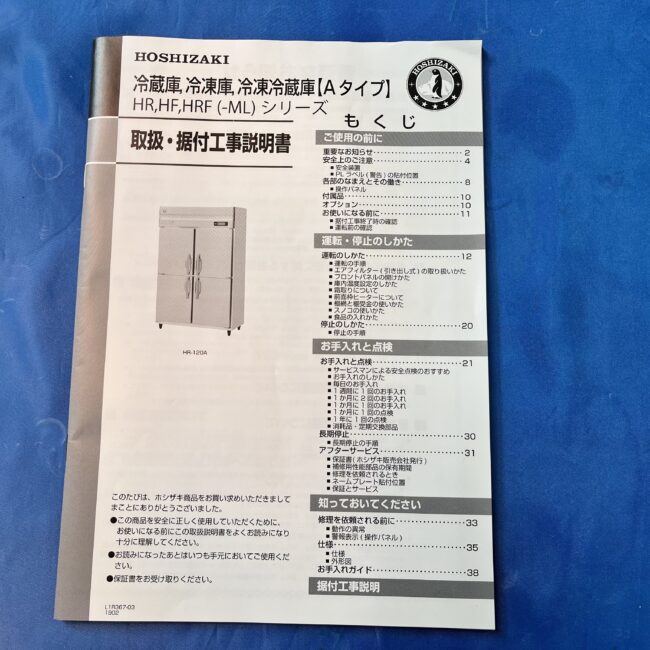 HOSHIZAKI
冷蔵庫, 冷凍庫, 冷凍冷蔵庫【Aタイプ】
HR,HF,HRF (-ML) シリーズ
取扱・据付工事説明書
HOSHIZAKI
HR-120A
このたびは、ホシザキ商品をお買い求めいただきまして
まことにありがとうございました。
●この商品を安全に正しく使用していただくために、
お使いになる前にこの取扱説明書をよくお読みになり
十分に理解してください。
●お読みになったあとはいつも手元においてご使用くだ
さい。
●保証書をお受け取りください。
L1R367-03
1902
もくじ
ご使用の前に
重要なお知らせ 2
安全上のご注意 4
■安全装置
■PLラベル(警告)の貼付位置
各部のなまえとその働き 8
■操作パネル
付属品 10
オプション 10
お使いになる前に 11
■据付工事終了時の確認
■運転前の確認
運転・停止のしかた
運転のしかた 12
■運転の手順
■エアフィルター(引き出し式)の取り扱いかた
■フロントパネルの開けかた
■庫内温度設定のしかた
■霜取りについて
■前面枠ヒーターについて
■棚網と棚受金の使いかた
■スノコの使いかた
■食品の入れかた
停止のしかた 20
■停止の手順
お手入れと点検
お手入れと点検 21
■サービスマンによる安全点検のおすすめ
■お手入れのしかた
■毎日のお手入れ
■1週間に1回のお手入れ
■1か月に2回のお手入れ
■1か月に1回のお手入れ
■1か月に1回の点検
■1年に1回の点検
■消耗品・定期交換部品
長期停止 30
■長期停止の手順
アフターサービス 31
■保証書(ホシザキ販売会社発行)
■補修用性能部品の保有期間
■修理を依頼されるとき
■ネームプレート貼付位置
■保証とサービス
知っておいてください
修理を依頼される前に 33
■動作の異常
■警報表示(操作パネル)
仕様 35
■仕様
■外形図
お手入れガイド 38
据付工事説明